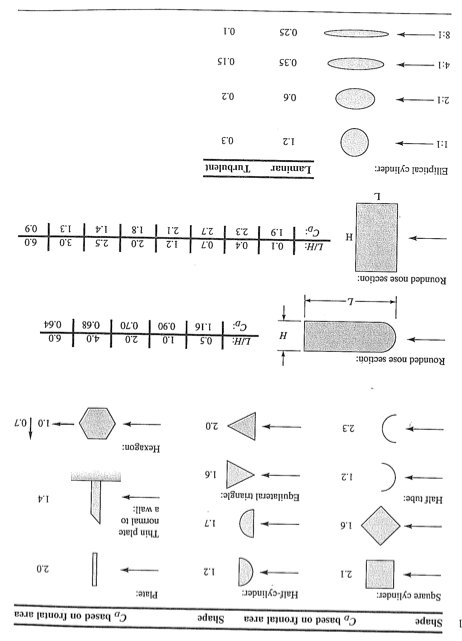 1
Shape C_D based on frontal area Shape C_D based on frontal area
Square cylinder: 2.1
1.6
Half tube: 1.2
2.3
Half-cylinder: 1.2
1.7
Equilateral triangle: 1.6
2.0
Plate: 2.0
Thin plate
normal to
a wall: 1.4
Hexagon: 1.0 0.7
Rounded nose section:
H
L
L/H: 0.5 1.0 2.0 4.0 6.0
C_D: 1.16 0.90 0.70 0.68 0.64
Rounded nose section:
H
L
L/H: 0.1 0.4 0.7 1.2 2.0 2.5 3.0 6.0
C_D: 1.9 2.3 2.7 2.1 1.8 1.4 1.3 0.9
Elliptical cylinder: Laminar Turbulent
1:1 1.2 0.3
2:1 0.6 0.2
4:1 0.35 0.15
8:1 0.25 0.1